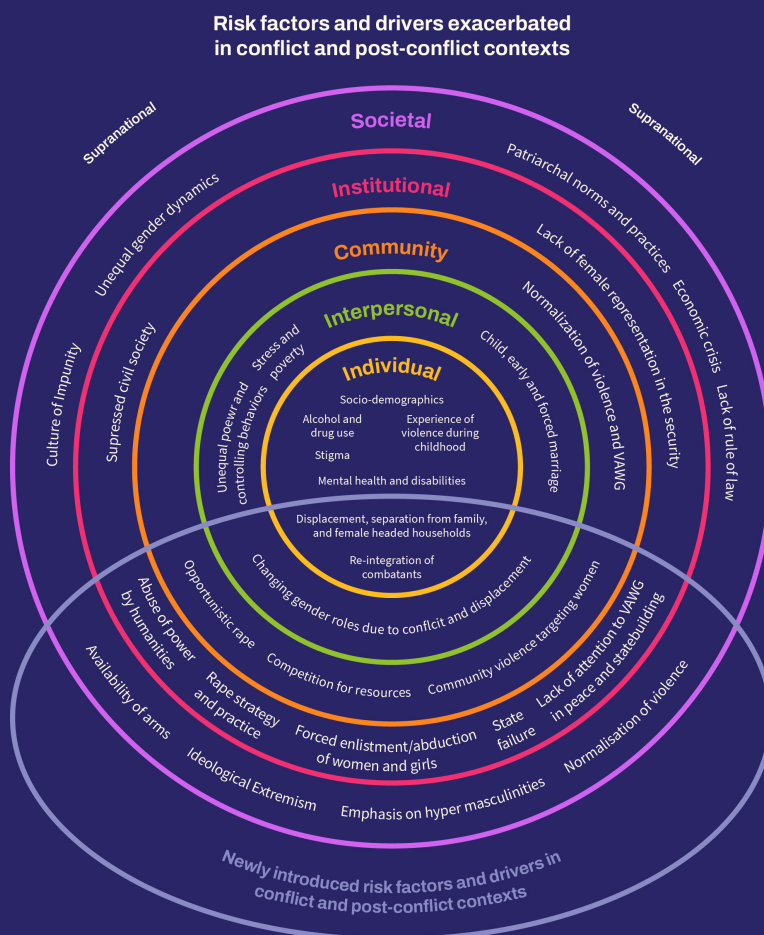 Risk factors and drivers exacerbated
in conflict and post-conflict contexts
Supranational
Supranational
Societal
Unequal gender dynamics
Culture of Impunity
Patriarchal norms and practices
Economic crisis
Lack of rule of law
Institutional
Supressed civil society
Lack of female representation in the security
Community
Normalization of violence and VAWG
Interpersonal
Stress and
poverty
Unequal poewr and
controlling behaviors
Child, early and forced marriage
Individual
Socio-demographics
Alcohol and
drug use
Experience of
violence during
childhood
Stigma
Mental health and disabilities
Displacement, separation from family,
and female headed households
Re-integration of
combatants
Changing gender roles due to conflcit and displacement
Opportunistic rape
Competition for resources
Community violence targeting women
Abuse of power
by humanities
Rape strategy
and practice
Forced enlistment/abduction
of women and girls
State
failure
Lack of attention to VAWG
in peace and statebuilding
Availability of arms
Ideological Extremism
Emphasis on hyper masculinities
Normalisation of violence
Newly introduced risk factors and drivers in
conflict and post-conflict contexts